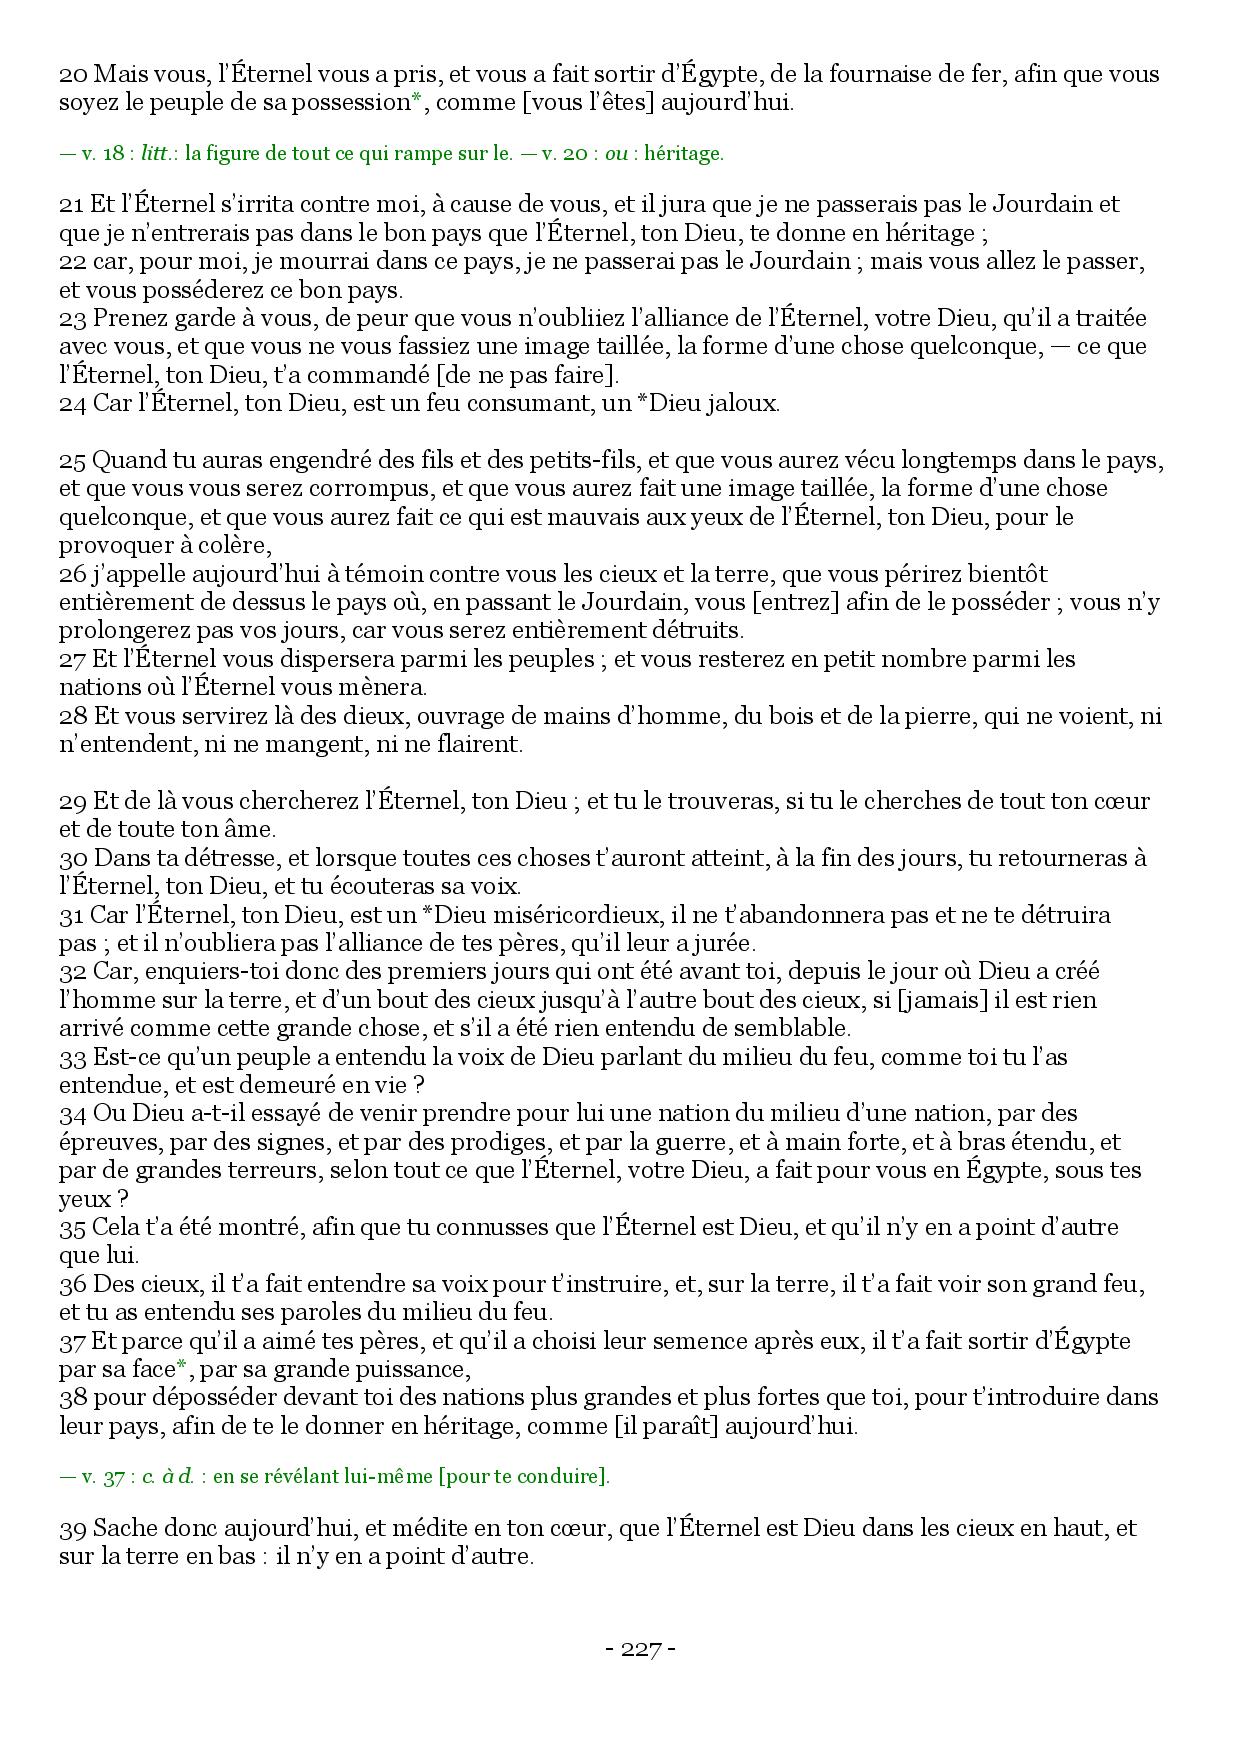 20 Mais vous, l’Éternel vous a pris, et vous a fait sortir d’Égypte, de la fournaise de fer, afin que vous
soyez le peuple de sa possession*, comme [vous l’êtes] aujourd’hui.
— v. 18 : litt.: la figure de tout ce qui rampe sur le. — v. 20 : ou : héritage.
21 Et l’Éternel s’irrita contre moi, à cause de vous, et il jura que je ne passerais pas le Jourdain et
que je n’entrerais pas dans le bon pays que l’Éternel, ton Dieu, te donne en héritage ;
22 car, pour moi, je mourrai dans ce pays, je ne passerai pas le Jourdain ; mais vous allez le passer,
et vous posséderez ce bon pays.
23 Prenez garde à vous, de peur que vous n’oubliiez l’alliance de l’Éternel, votre Dieu, qu’il a traitée
avec vous, et que vous ne vous fassiez une image taillée, la forme d’une chose quelconque, — ce que
l’Éternel, ton Dieu, t’a commandé [de ne pas faire].
24 Car l’Éternel, ton Dieu, est un feu consumant, un *Dieu jaloux.
25 Quand tu auras engendré des fils et des petits-fils, et que vous aurez vécu longtemps dans le pays,
et que vous vous serez corrompus, et que vous aurez fait une image taillée, la forme d’une chose
quelconque, et que vous aurez fait ce qui est mauvais aux yeux de l’Éternel, ton Dieu, pour le
provoquer à colère,
26 j’appelle aujourd’hui à témoin contre vous les cieux et la terre, que vous périrez bientôt
entièrement de dessus le pays où, en passant le Jourdain, vous [entrez] afin de le posséder ; vous n’y
prolongerez pas vos jours, car vous serez entièrement détruits.
27 Et l’Éternel vous dispersera parmi les peuples ; et vous resterez en petit nombre parmi les
nations où l’Éternel vous mènera.
28 Et vous servirez là des dieux, ouvrage de mains d’homme, du bois et de la pierre, qui ne voient, ni
n’entendent, ni ne mangent, ni ne flairent.
29 Et de là vous chercherez l’Éternel, ton Dieu ; et tu le trouveras, si tu le cherches de tout ton cœur
et de toute ton âme.
30 Dans ta détresse, et lorsque toutes ces choses t’auront atteint, à la fin des jours, tu retourneras à
l’Éternel, ton Dieu, et tu écouteras sa voix.
31 Car l’Éternel, ton Dieu, est un *Dieu miséricordieux, il ne t’abandonnera pas et ne te détruira
pas ; et il n’oubliera pas l’alliance de tes pères, qu’il leur a jurée.
32 Car, enquiers-toi donc des premiers jours qui ont été avant toi, depuis le jour où Dieu a créé
l’homme sur la terre, et d’un bout des cieux jusqu’à l’autre bout des cieux, si [jamais] il est rien
arrivé comme cette grande chose, et s’il a été rien entendu de semblable.
33 Est-ce qu’un peuple a entendu la voix de Dieu parlant du milieu du feu, comme toi tu l’as
entendue, et est demeuré en vie ?
34 Ou Dieu a-t-il essayé de venir prendre pour lui une nation du milieu d’une nation, par des
épreuves, par des signes, et par des prodiges, et par la guerre, et à main forte, et à bras étendu, et
par de grandes terreurs, selon tout ce que l’Éternel, votre Dieu, a fait pour vous en Égypte, sous tes
yeux ?
35 Cela t’a été montré, afin que tu connusses que l’Éternel est Dieu, et qu’il n’y en a point d’autre
que lui.
36 Des cieux, il t’a fait entendre sa voix pour t’instruire, et, sur la terre, il t’a fait voir son grand feu,
et tu as entendu ses paroles du milieu du feu.
37 Et parce qu’il a aimé tes pères, et qu’il a choisi leur semence après eux, il t’a fait sortir d’Égypte
par sa face*, par sa grande puissance,
38 pour déposséder devant toi des nations plus grandes et plus fortes que toi, pour t’introduire dans
leur pays, afin de te le donner en héritage, comme [il paraît] aujourd’hui.
— v. 37 : c. à d. : en se révélant lui-même [pour te conduire].
39 Sache donc aujourd’hui, et médite en ton cœur, que l’Éternel est Dieu dans les cieux en haut, et
sur la terre en bas : il n’y en a point d’autre.
- 227 -